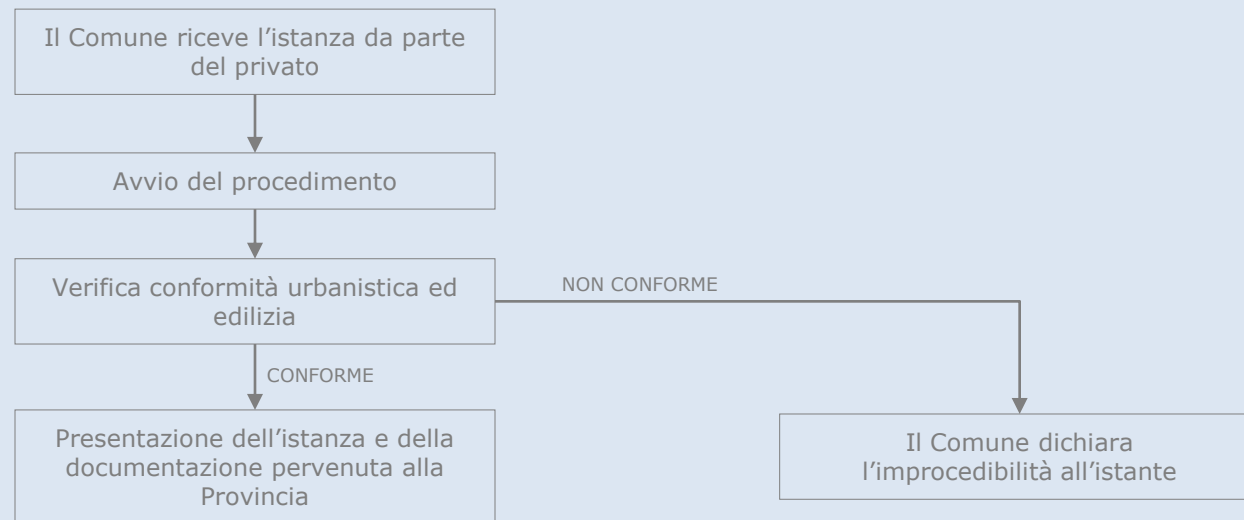 Il Comune riceve l’istanza da parte
del privato
Avvio del procedimento
Verifica conformità urbanistica ed
edilizia
NON CONFORME
CONFORME
Presentazione dell’istanza e della
documentazione pervenuta alla
Provincia
Il Comune dichiara
l’improcedibilità all’istante